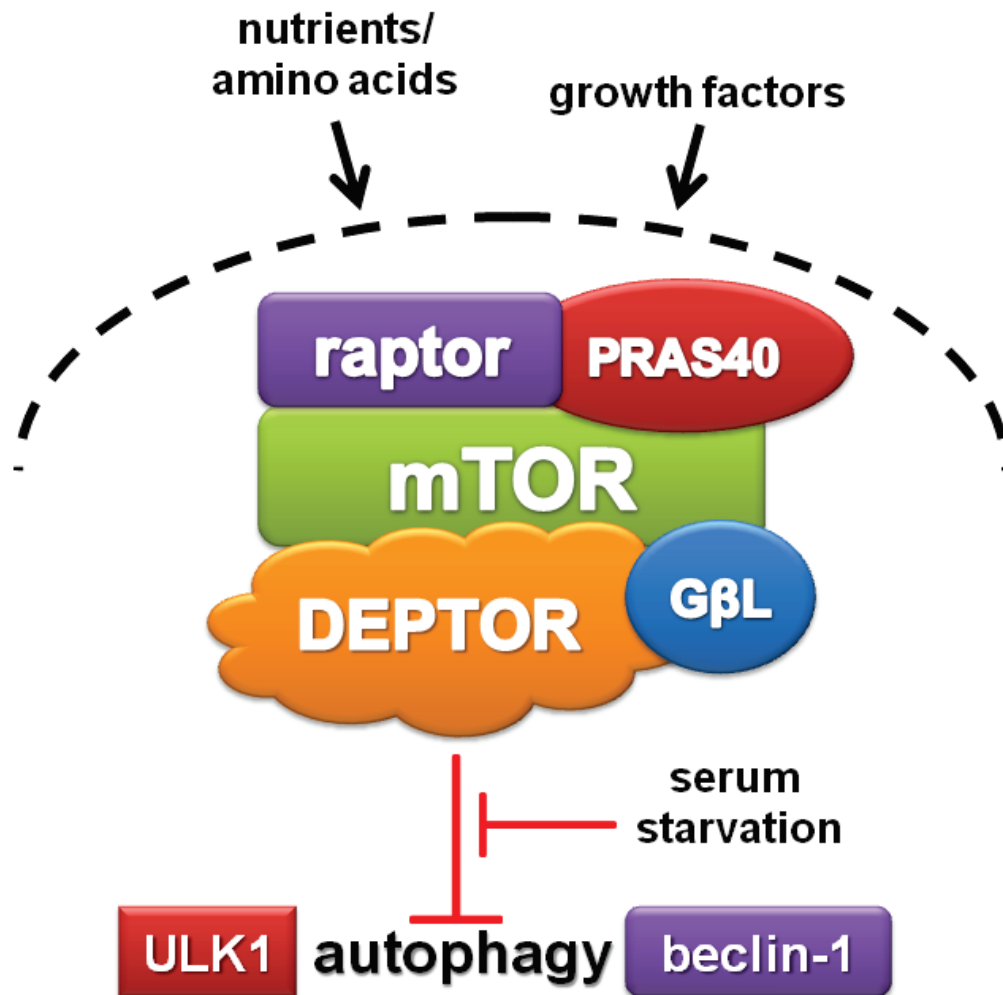 nutrients/
amino acids
growth factors
raptor
PRAS40
mTOR
DEPTOR
GβL
serum
starvation
ULK1
autophagy
beclin-1